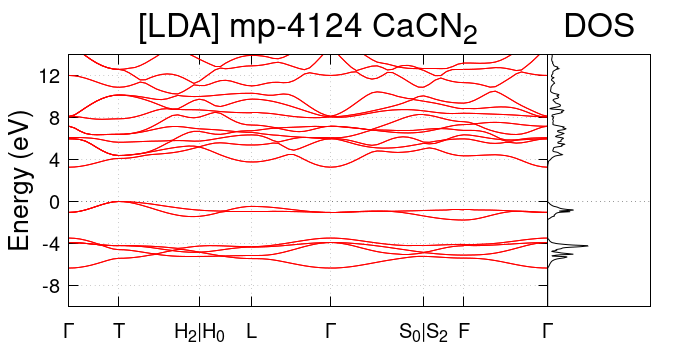 [LDA] mp-4124 CaCN₂ DOS
Energy (eV)
12
8
4
0
-4
-8
Γ T H₂|H₀ L Γ S₀|S₂ F Γ